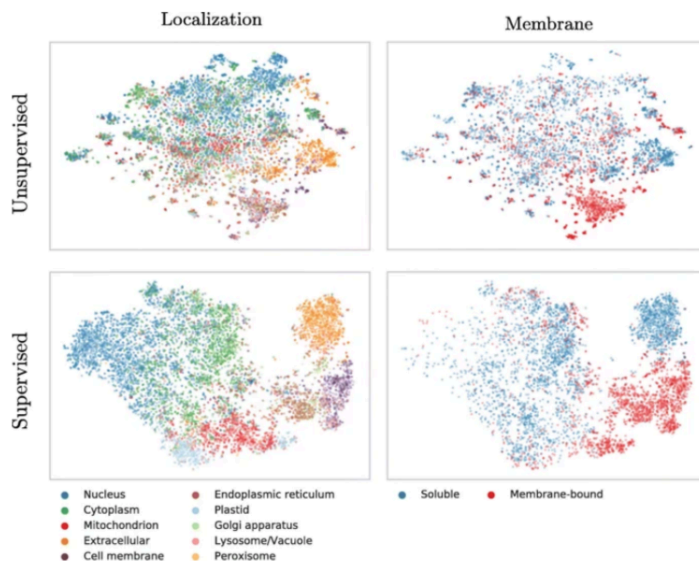 Localization
Membrane
Unsupervised
Supervised
Nucleus
Cytoplasm
Mitochondrion
Extracellular
Cell membrane
Endoplasmic reticulum
Plastid
Golgi apparatus
Lysosome/Vacuole
Peroxisome
Soluble
Membrane-bound